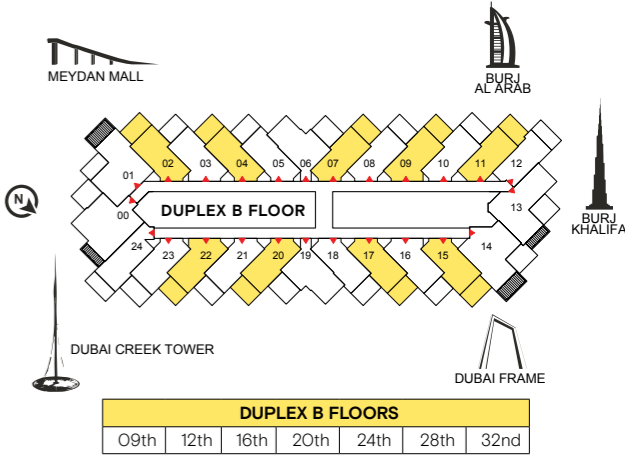 MEYDAN MALL
BURJ
AL ARAB
02 03 04 05 06 07 08 09 10 11 12
01
N
00
DUPLEX B FLOOR
13
BURJ
KHALIFA
24
23 22 21 20 19 18 17 16 15 14
DUBAI CREEK TOWER
DUBAI FRAME
DUPLEX B FLOORS
09th 12th 16th 20th 24th 28th 32nd